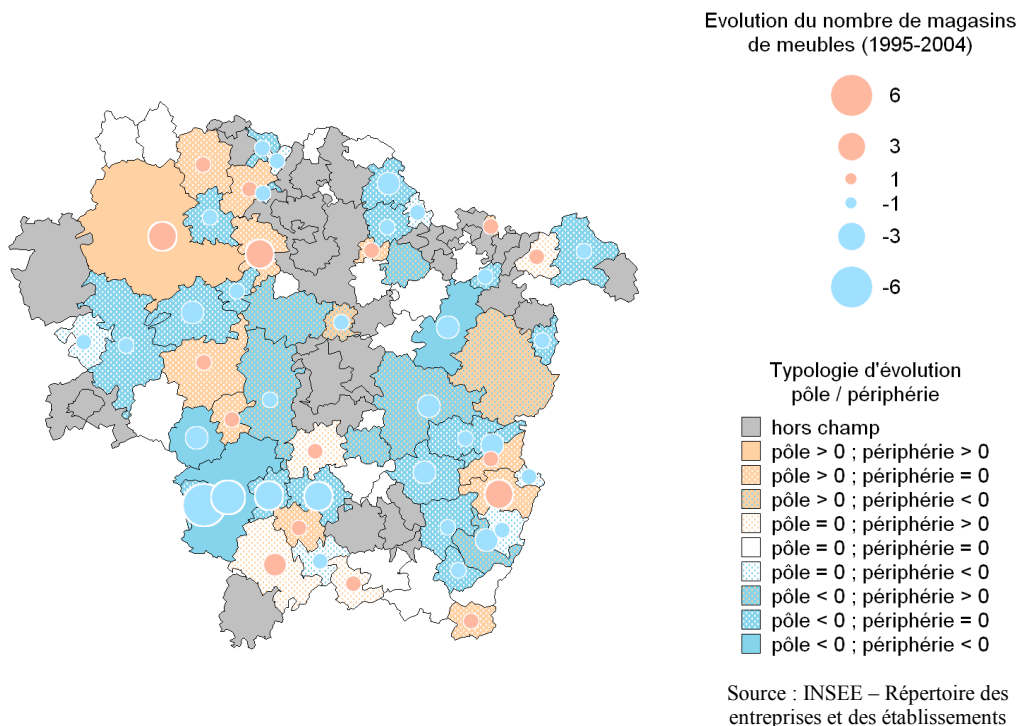 Evolution du nombre de magasins
de meubles (1995-2004)
6
3
1
-1
-3
-6
Typologie d'évolution
pôle / périphérie
hors champ
pôle > 0 ; périphérie > 0
pôle > 0 ; périphérie = 0
pôle > 0 ; périphérie < 0
pôle = 0 ; périphérie > 0
pôle = 0 ; périphérie = 0
pôle = 0 ; périphérie < 0
pôle < 0 ; périphérie > 0
pôle < 0 ; périphérie = 0
pôle < 0 ; périphérie < 0
Source : INSEE – Répertoire des
entreprises et des établissements